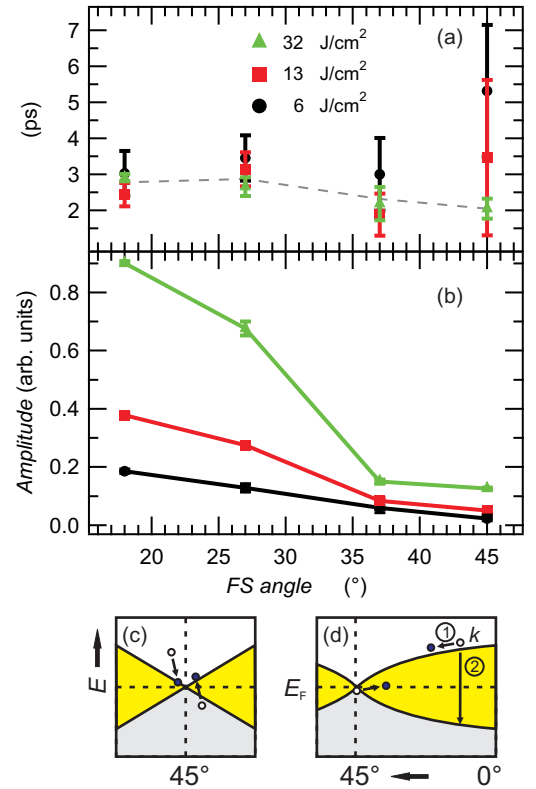 7
(a)
32 J/cm²
6
13 J/cm²
5
6 J/cm²
(ps)
4
3
2
(b)
0.8
0.6
0.4
0.2
0.0
Amplitude (arb. units)
20 25 30 35 40 45
FS angle (°)
(c) (d) 1 k
2
E
E_F
45° 45° 0°